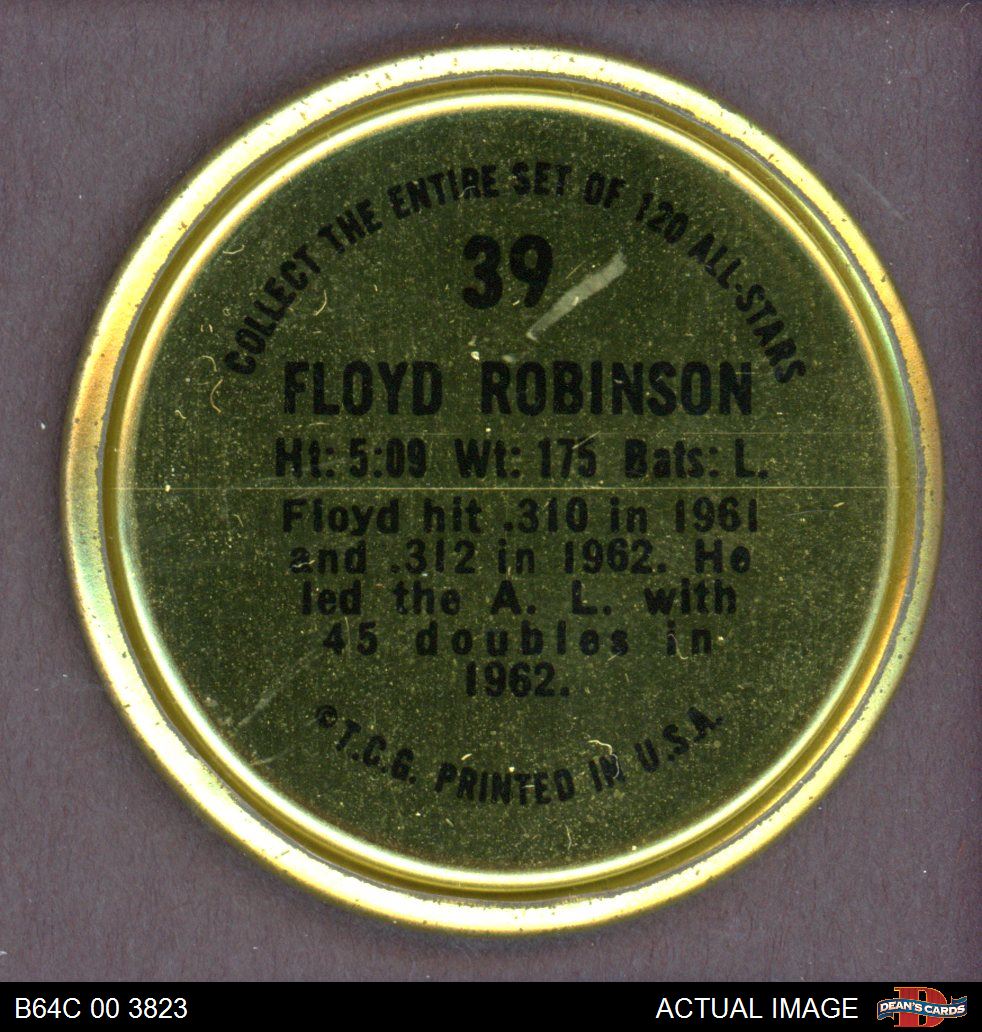 COLLECT THE ENTIRE SET OF 120 ALL-STARS
39
FLOYD ROBINSON
Ht: 5:09 Wt: 175 Bats: L.
Floyd hit .310 in 1961
and .312 in 1962. He
led the A. L. with
45 doubles in
1962.
© T.C.G. PRINTED IN U.S.A.
B64C 00 3823
ACTUAL IMAGE
DEAN'S CARDS